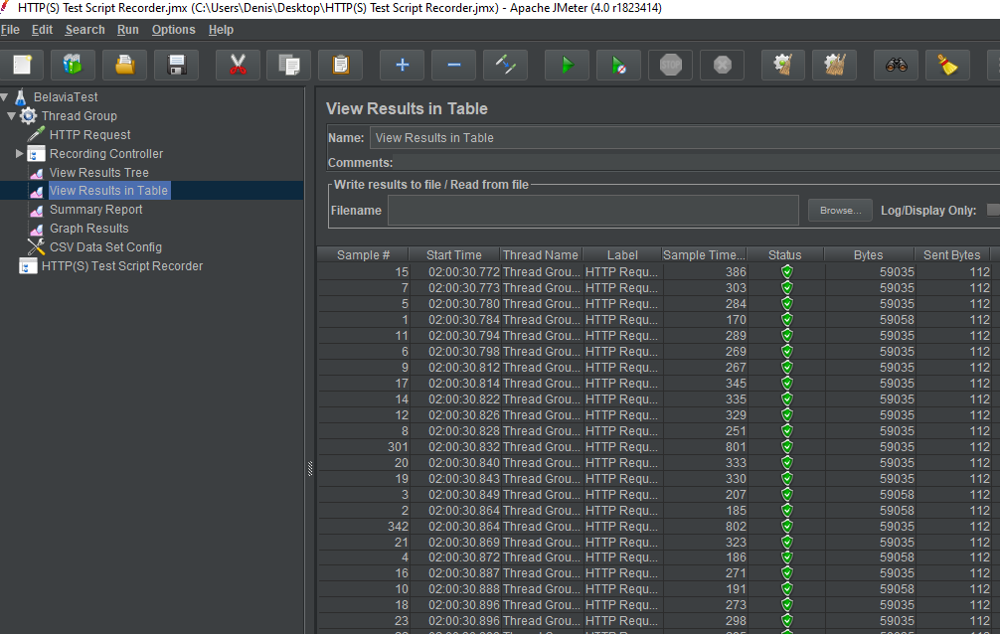 HTTP(S) Test Script Recorder.jmx (C:\Users\Denis\Desktop\HTTP(S) Test Script Recorder.jmx) - Apache JMeter (4.0 r1823414)
File Edit Search Run Options Help
STOP
BelaviaTest
Thread Group
HTTP Request
Recording Controller
View Results Tree
View Results in Table
Summary Report
Graph Results
CSV Data Set Config
HTTP(S) Test Script Recorder
View Results in Table
Name: View Results in Table
Comments:
Write results to file / Read from file
Filename Browse... Log/Display Only:
Sample # Start Time Thread Name Label Sample Time... Status Bytes Sent Bytes
15 02:00:30.772 Thread Grou... HTTP Requ... 386 59035 112
7 02:00:30.773 Thread Grou... HTTP Requ... 303 59035 112
5 02:00:30.780 Thread Grou... HTTP Requ... 284 59035 112
1 02:00:30.784 Thread Grou... HTTP Requ... 170 59058 112
11 02:00:30.794 Thread Grou... HTTP Requ... 289 59035 112
6 02:00:30.798 Thread Grou... HTTP Requ... 269 59035 112
9 02:00:30.812 Thread Grou... HTTP Requ... 267 59035 112
17 02:00:30.814 Thread Grou... HTTP Requ... 345 59035 112
14 02:00:30.822 Thread Grou... HTTP Requ... 335 59035 112
12 02:00:30.826 Thread Grou... HTTP Requ... 329 59035 112
8 02:00:30.828 Thread Grou... HTTP Requ... 251 59035 112
301 02:00:30.832 Thread Grou... HTTP Requ... 801 59035 112
20 02:00:30.840 Thread Grou... HTTP Requ... 333 59035 112
19 02:00:30.843 Thread Grou... HTTP Requ... 330 59035 112
3 02:00:30.849 Thread Grou... HTTP Requ... 207 59058 112
2 02:00:30.864 Thread Grou... HTTP Requ... 185 59058 112
342 02:00:30.864 Thread Grou... HTTP Requ... 802 59035 112
21 02:00:30.869 Thread Grou... HTTP Requ... 323 59035 112
4 02:00:30.872 Thread Grou... HTTP Requ... 186 59058 112
16 02:00:30.887 Thread Grou... HTTP Requ... 271 59035 112
10 02:00:30.888 Thread Grou... HTTP Requ... 191 59058 112
18 02:00:30.896 Thread Grou... HTTP Requ... 273 59035 112
23 02:00:30.896 Thread Grou... HTTP Requ... 298 59035 112